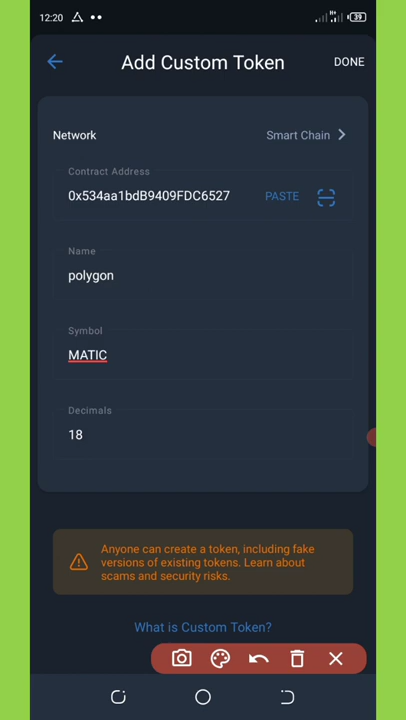 12:20
39
Add Custom Token
DONE
Network
Smart Chain
Contract Address
0x534aa1bdB9409FDC6527
PASTE
Name
polygon
Symbol
MATIC
Decimals
18
Anyone can create a token, including fake
versions of existing tokens. Learn about
scams and security risks.
What is Custom Token?